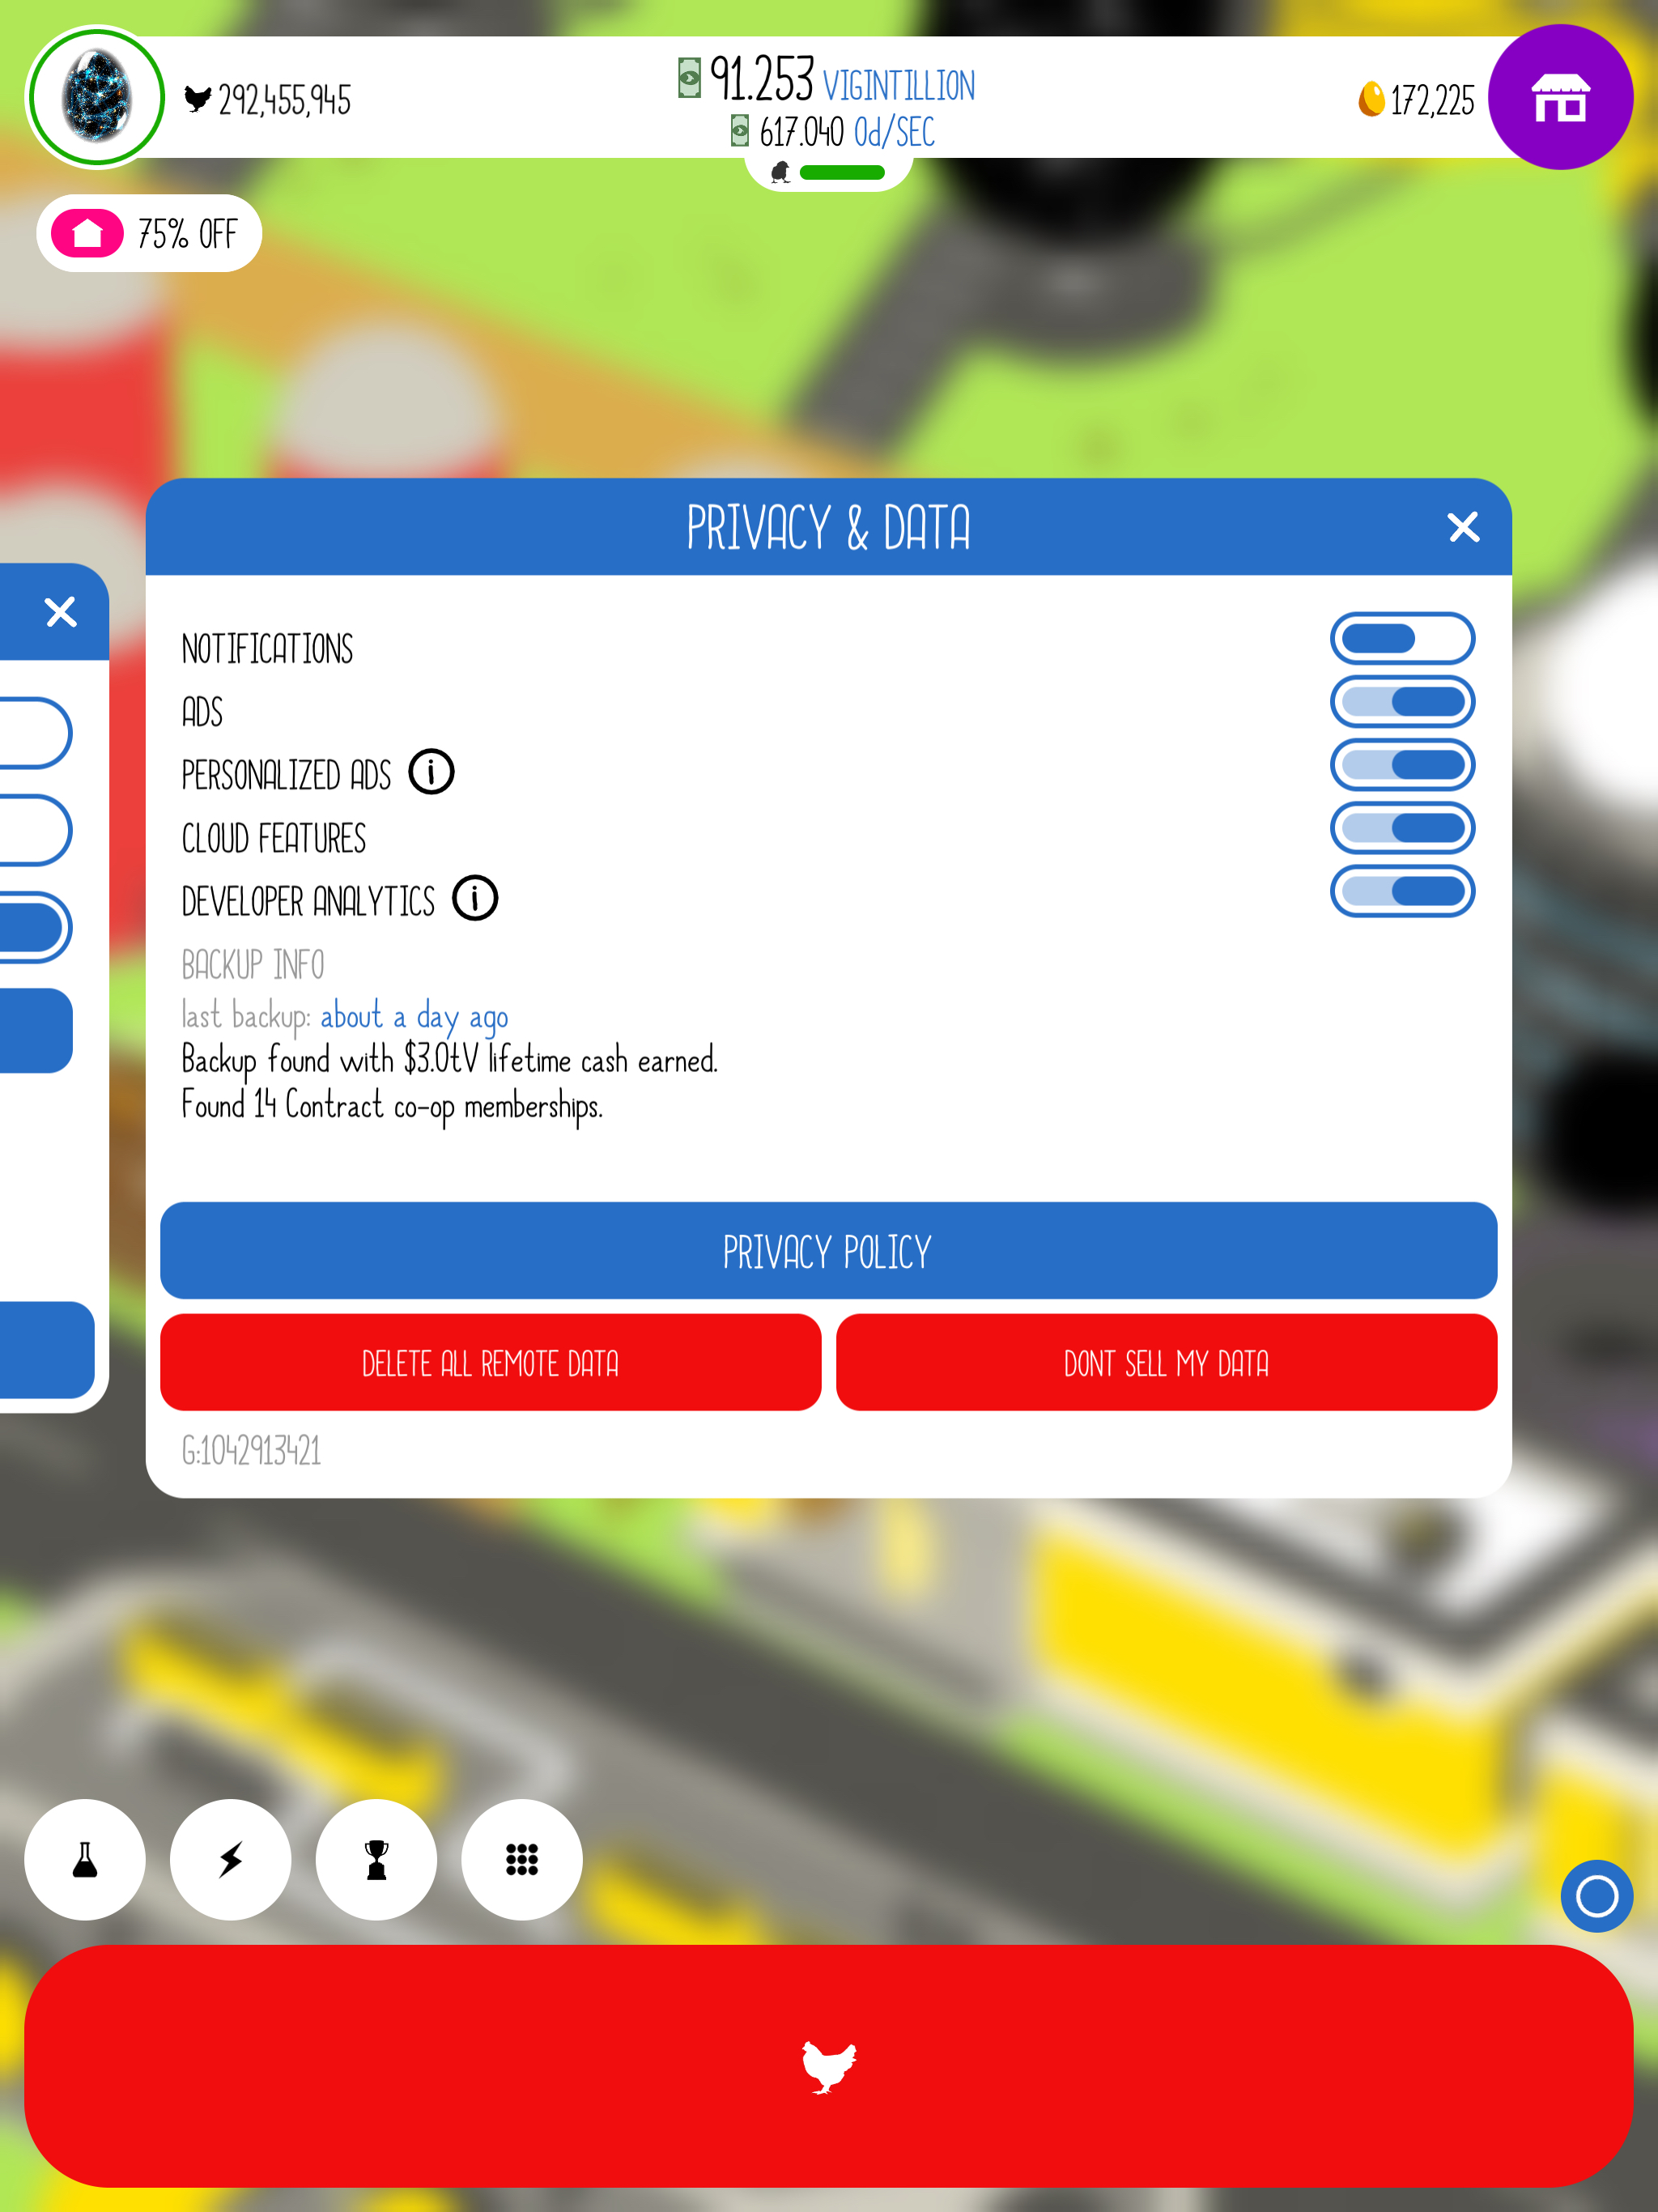 292,455,945
91.253 VIGINTILLION
617.040 Od/SEC
172,225
75% OFF
PRIVACY & DATA
NOTIFICATIONS
ADS
PERSONALIZED ADS
CLOUD FEATURES
DEVELOPER ANALYTICS
BACKUP INFO
last backup: about a day ago
Backup found with $3.0tV lifetime cash earned.
Found 14 Contract co-op memberships.
PRIVACY POLICY
DELETE ALL REMOTE DATA
DONT SELL MY DATA
G:1042913421